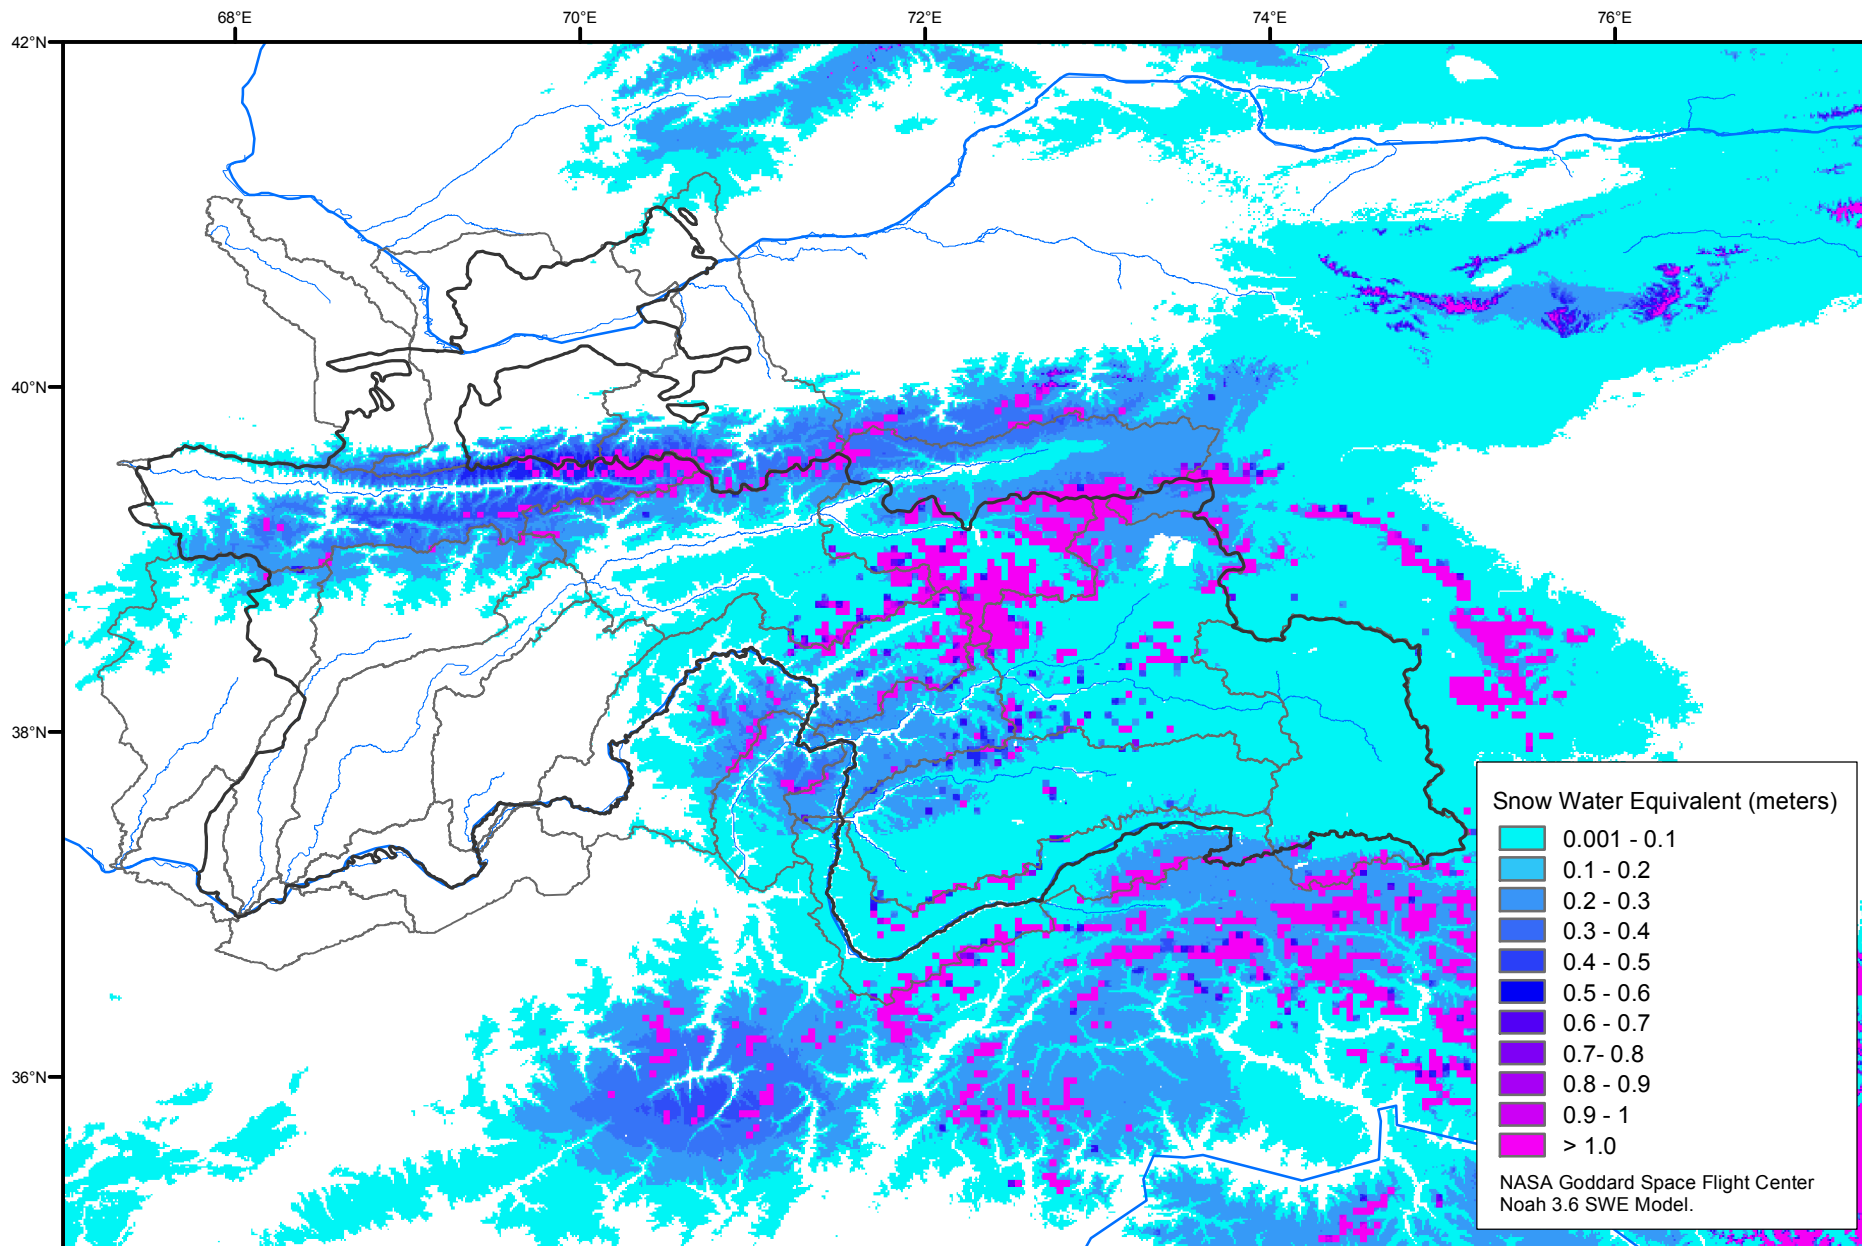 68°E 70°E 72°E 74°E 76°E
42°N
40°N
38°N
36°N
Snow Water Equivalent (meters)
0.001 - 0.1
0.1 - 0.2
0.2 - 0.3
0.3 - 0.4
0.4 - 0.5
0.5 - 0.6
0.6 - 0.7
0.7- 0.8
0.8 - 0.9
0.9 - 1
> 1.0
NASA Goddard Space Flight Center
Noah 3.6 SWE Model.